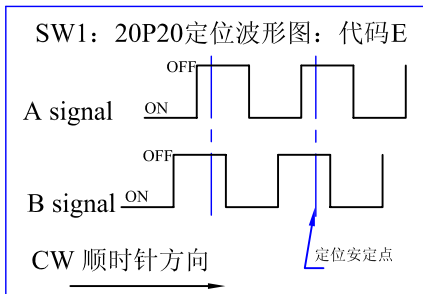 SW1：20P20定位波形图：代码E
OFF
ON
A signal
OFF
ON
B signal
定位安定点
CW 顺时针方向